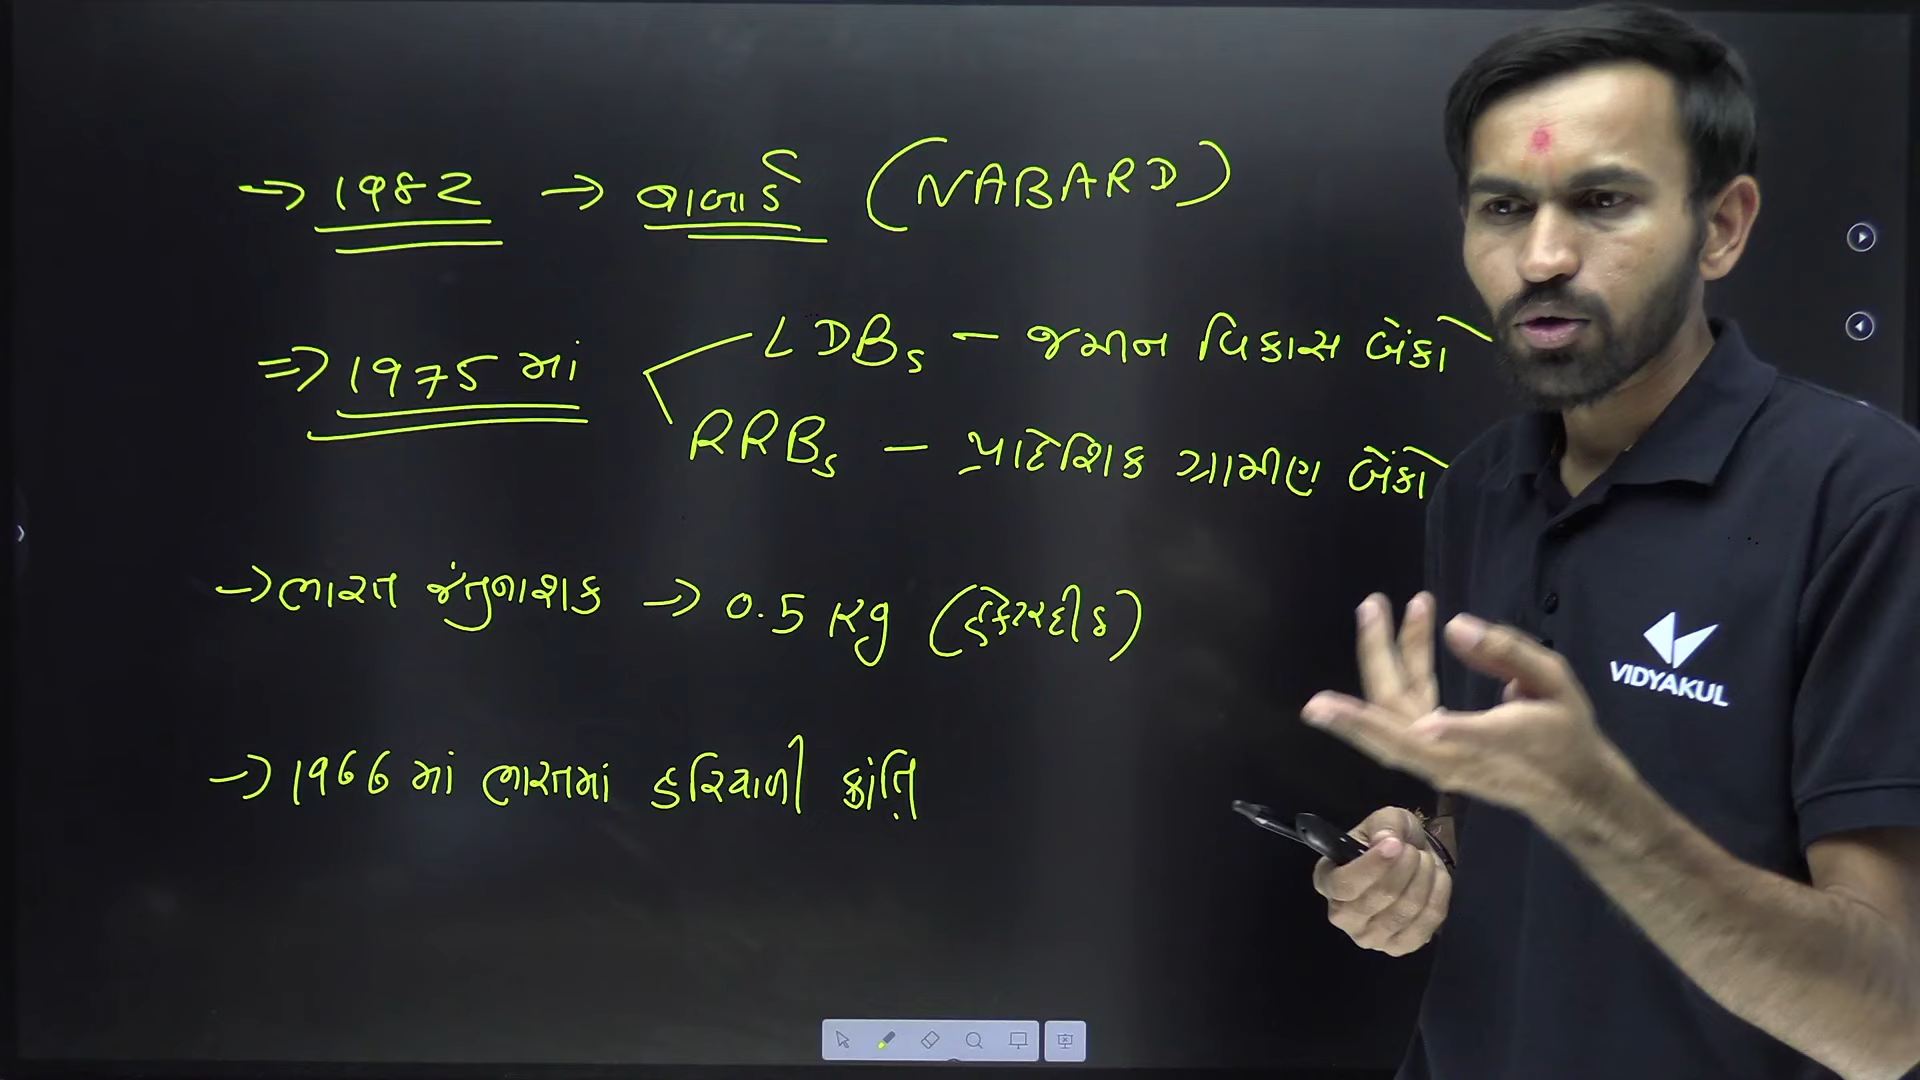 → 1982 → નાબાર્ડ (NABARD)
⇒ 1975 માં
LDBs – જમીન વિકાસ બેંકો
RRBs – પ્રાદેશિક ગ્રામીણ બેંકો
→ ભારત જંતુનાશક → 0.5 Kg (હેક્ટરદીઠ)
→ 1966 માં ભારતમાં હરિયાળી ક્રાંતિ
VIDYAKUL